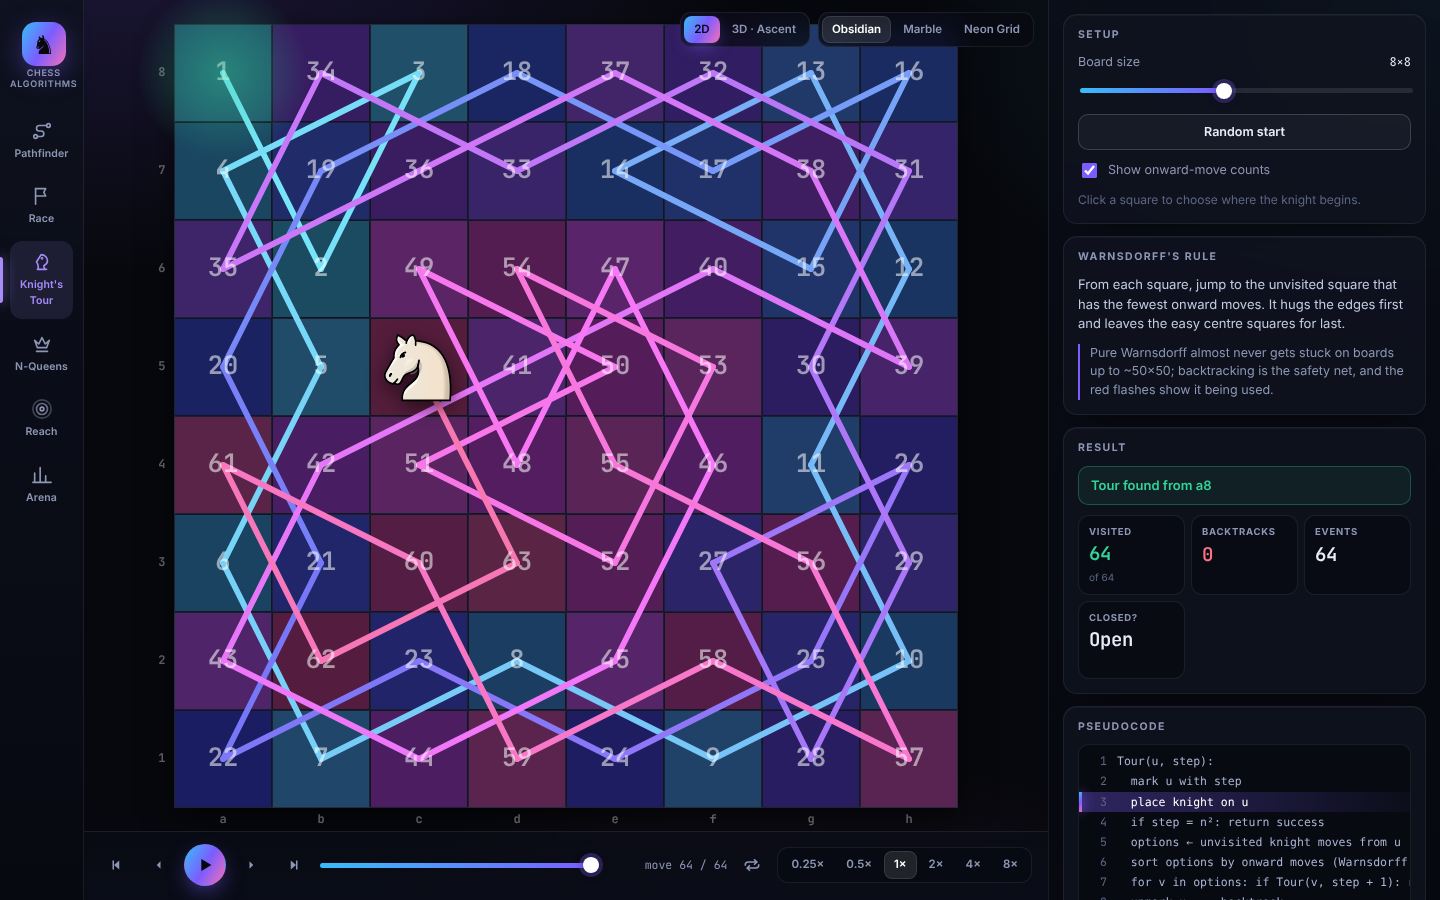 CHESS
ALGORITHMS
Pathfinder
Race
Knight's
Tour
N-Queens
Reach
Arena
2D
3D · Ascent
Obsidian
Marble
Neon Grid
8
1
34
3
18
37
32
13
16
7
4
19
36
33
14
17
38
31
6
35
2
49
54
47
40
15
12
5
20
5
41
50
53
30
39
4
61
42
51
48
55
46
11
26
3
6
21
60
63
52
27
56
29
2
43
62
23
8
45
58
25
10
1
22
7
44
59
24
9
28
57
a b c d e f g h
move 64 / 64
0.25×
0.5×
1×
2×
4×
8×
SETUP
Board size
8×8
Random start
Show onward-move counts
Click a square to choose where the knight begins.
WARNSDORFF'S RULE
From each square, jump to the unvisited square that
has the fewest onward moves. It hugs the edges first
and leaves the easy centre squares for last.
Pure Warnsdorff almost never gets stuck on boards
up to ~50×50; backtracking is the safety net, and the
red flashes show it being used.
RESULT
Tour found from a8
VISITED
64
of 64
BACKTRACKS
0
EVENTS
64
CLOSED?
Open
PSEUDOCODE
1 Tour(u, step):
2 mark u with step
3 place knight on u
4 if step = n²: return success
5 options ← unvisited knight moves from u
6 sort options by onward moves (Warnsdorff
7 for v in options: if Tour(v, step + 1):